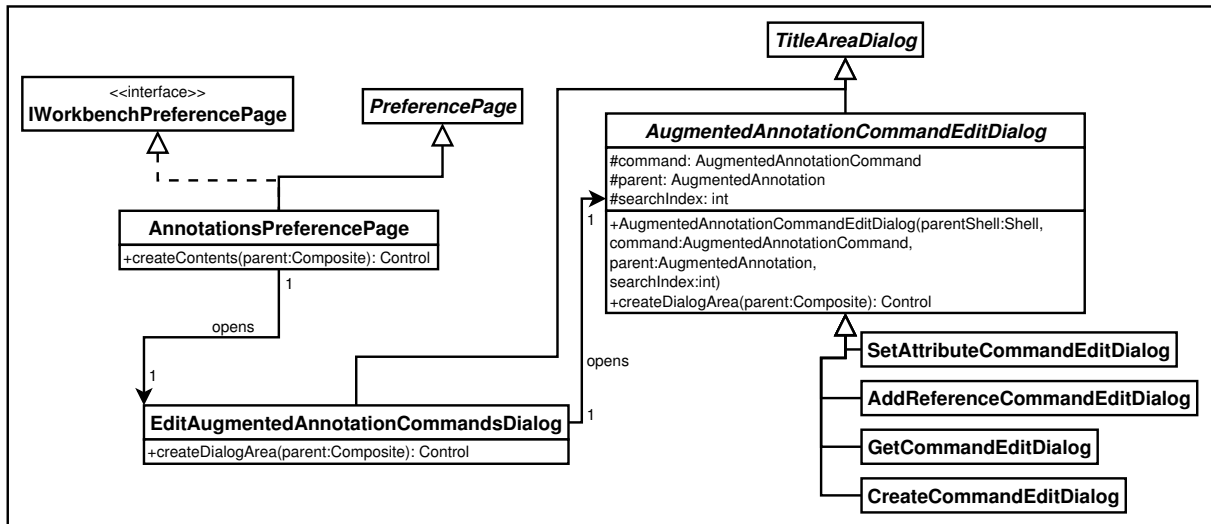 TitleAreaDialog
<<interface>>
IWorkbenchPreferencePage
PreferencePage
AugmentedAnnotationCommandEditDialog
#command: AugmentedAnnotationCommand
#parent: AugmentedAnnotation
#searchIndex: int
+AugmentedAnnotationCommandEditDialog(parentShell:Shell,
command:AugmentedAnnotationCommand,
parent:AugmentedAnnotation,
searchIndex:int)
+createDialogArea(parent:Composite): Control
1
AnnotationsPreferencePage
+createContents(parent:Composite): Control
1
opens
1
opens
1
EditAugmentedAnnotationCommandsDialog
+createDialogArea(parent:Composite): Control
SetAttributeCommandEditDialog
AddReferenceCommandEditDialog
GetCommandEditDialog
CreateCommandEditDialog